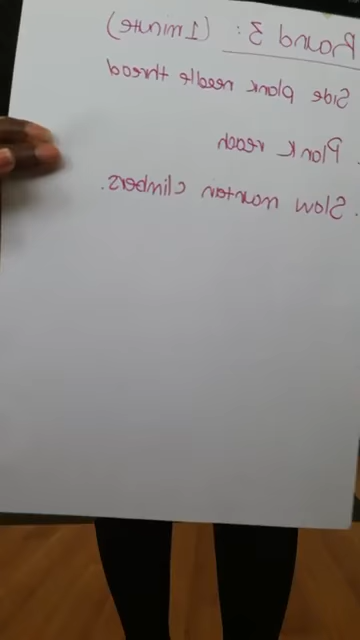 Round 3: (1 minute)
Side plank needle thread
. Plank reach
. Slow mountain climbers.